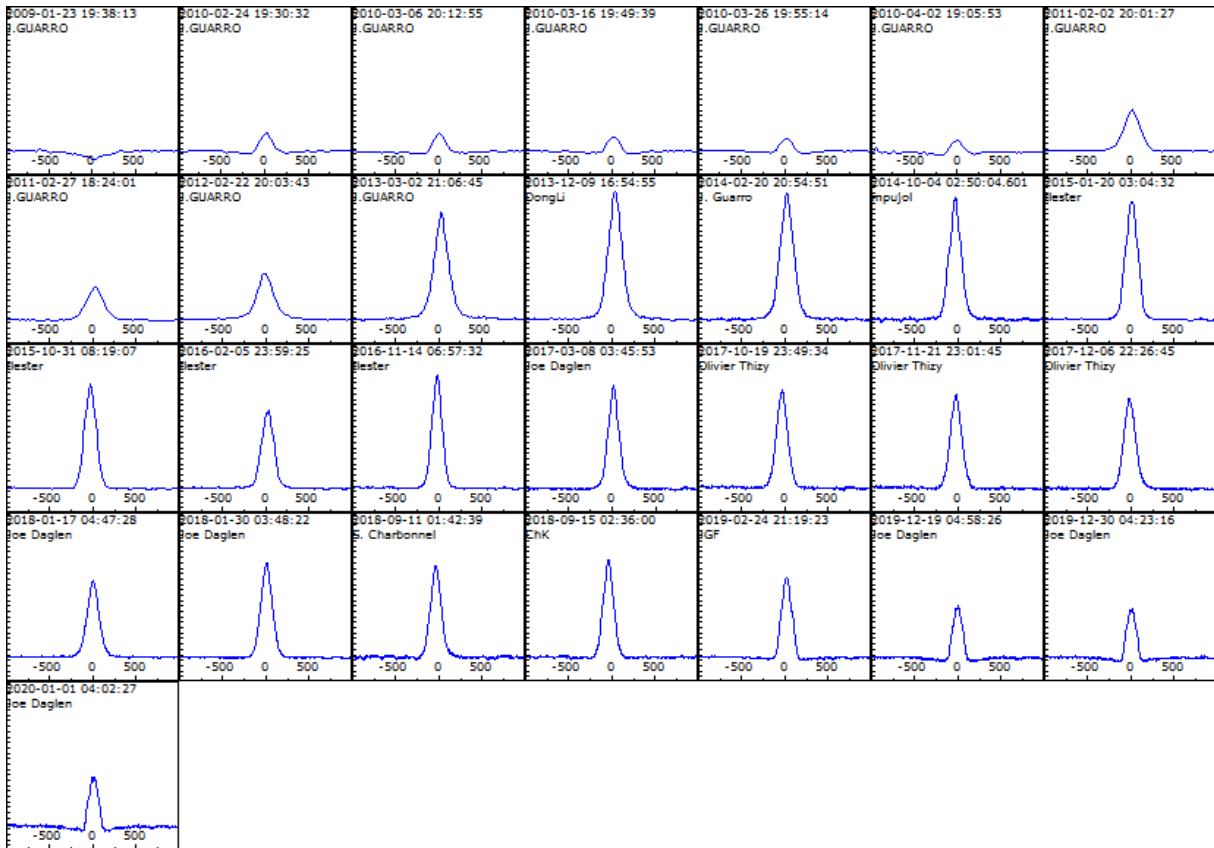 2009-01-23 19:38:13
J.GUARRO
-500 0 500
2010-02-24 19:30:32
J.GUARRO
-500 0 500
2010-03-06 20:12:55
J.GUARRO
-500 0 500
2010-03-16 19:49:39
J.GUARRO
-500 0 500
2010-03-26 19:55:14
J.GUARRO
-500 0 500
2010-04-02 19:05:53
J.GUARRO
-500 0 500
2011-02-02 20:01:27
J.GUARRO
-500 0 500
2011-02-27 18:24:01
J.GUARRO
-500 0 500
2012-02-22 20:03:43
J.GUARRO
-500 0 500
2013-03-02 21:06:45
J.GUARRO
-500 0 500
2013-12-09 16:54:55
DongLi
-500 0 500
2014-02-20 20:54:51
J. Guarro
-500 0 500
2014-10-04 02:50:04.601
mpujol
-500 0 500
2015-01-20 03:04:32
Lester
-500 0 500
2015-10-31 08:19:07
Lester
-500 0 500
2016-02-05 23:59:25
Lester
-500 0 500
2016-11-14 06:57:32
Lester
-500 0 500
2017-03-08 03:45:53
Joe Daglen
-500 0 500
2017-10-19 23:49:34
Olivier Thizy
-500 0 500
2017-11-21 23:01:45
Olivier Thizy
-500 0 500
2017-12-06 22:26:45
Olivier Thizy
-500 0 500
2018-01-17 04:47:28
Joe Daglen
-500 0 500
2018-01-30 03:48:22
Joe Daglen
-500 0 500
2018-09-11 01:42:39
S. Charbonnel
-500 0 500
2018-09-15 02:36:00
ChK
-500 0 500
2019-02-24 21:19:23
JGF
-500 0 500
2019-12-19 04:58:26
Joe Daglen
-500 0 500
2019-12-30 04:23:16
Joe Daglen
-500 0 500
2020-01-01 04:02:27
Joe Daglen
-500 0 500